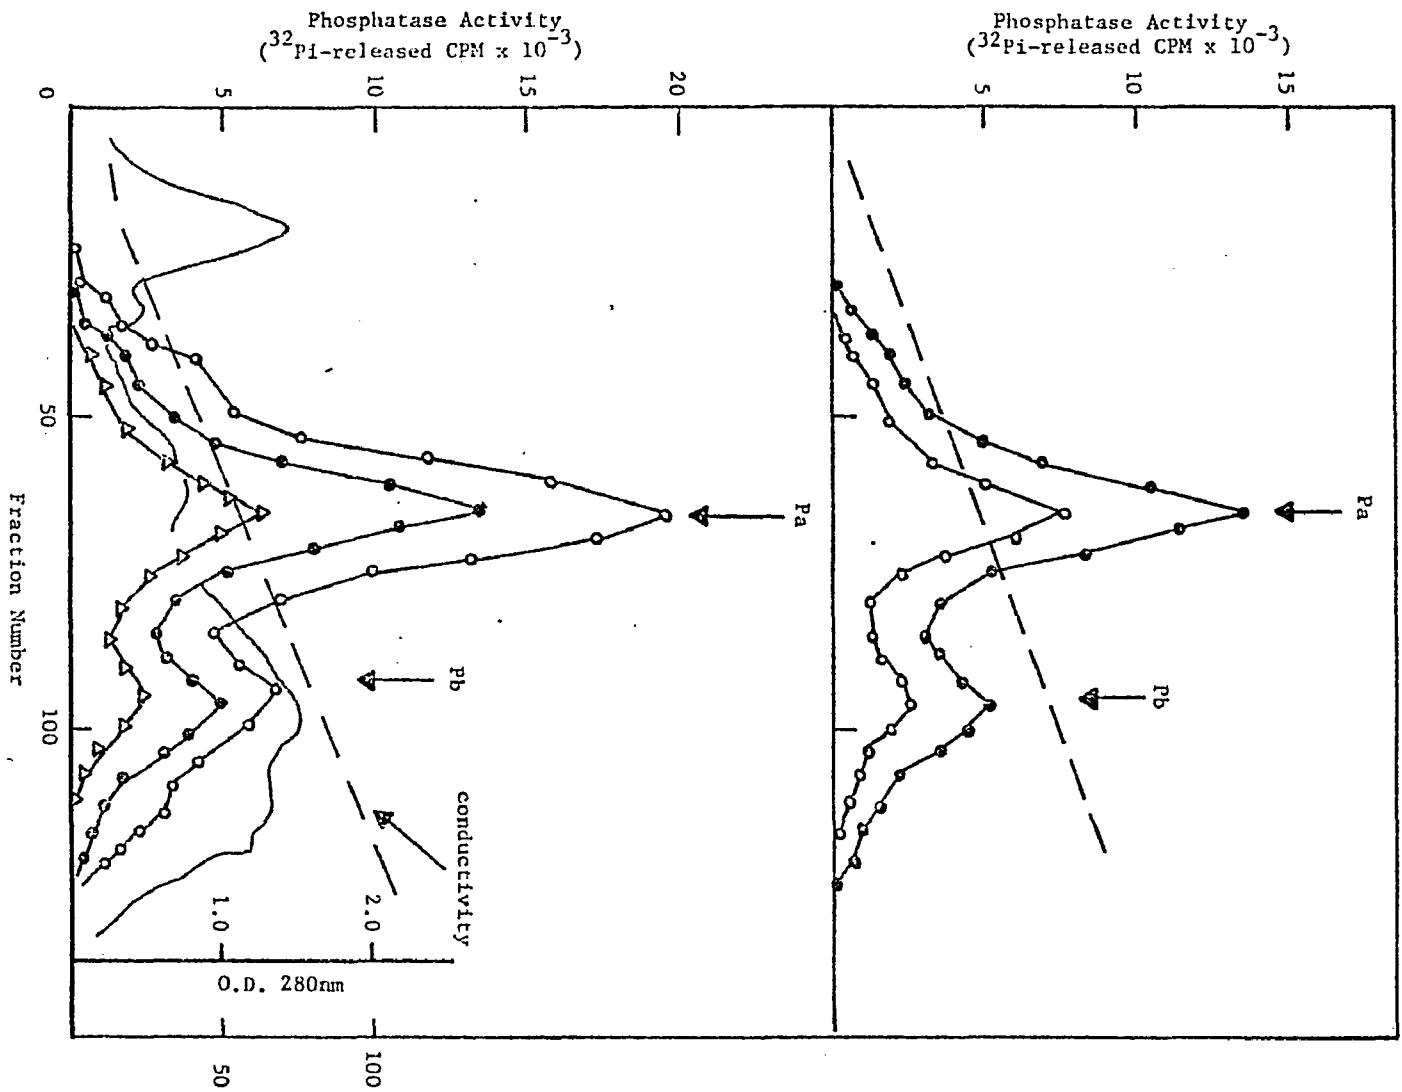 Phosphatase Activity
(32Pi-released CPM x 10-3)
Phosphatase Activity
(32Pi-released CPM x 10-3)
0
5
10
15
20
5
10
15
Pa
Pa
Pb
Pb
50
100
Fraction Number
conductivity
1.0
2.0
O.D. 280nm
50
100